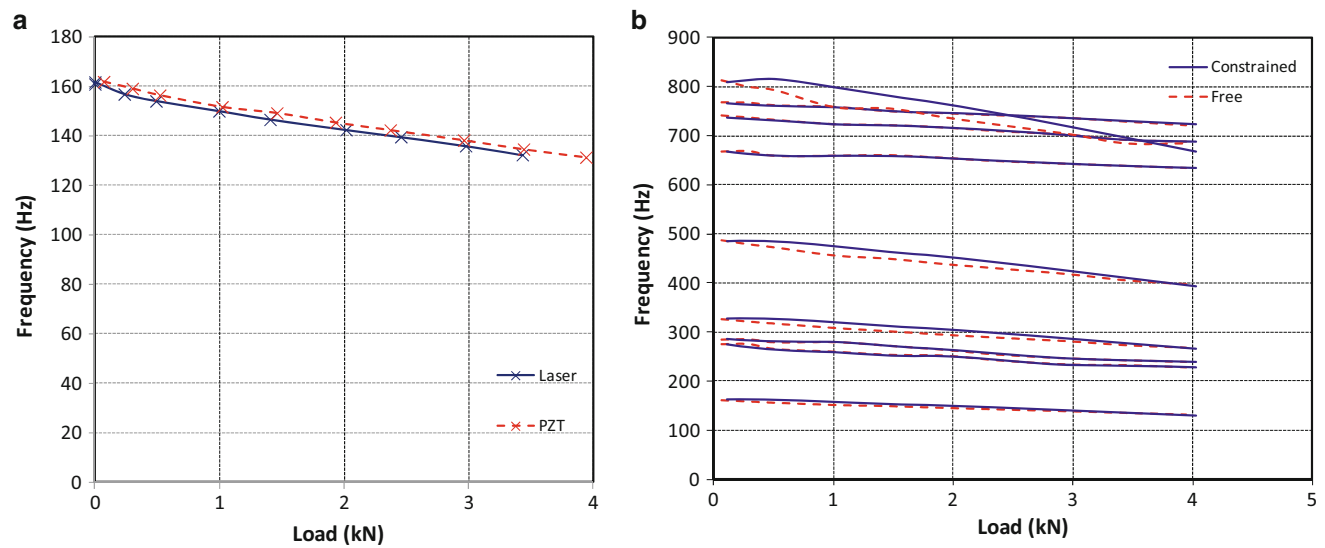 a
180
160
140
120
100
80
60
40
20
0
Frequency (Hz)
0 1 2 3 4
Load (kN)
Laser
PZT
b
900
800
700
600
500
400
300
200
100
0
Frequency (Hz)
0 1 2 3 4 5
Load (kN)
Constrained
Free